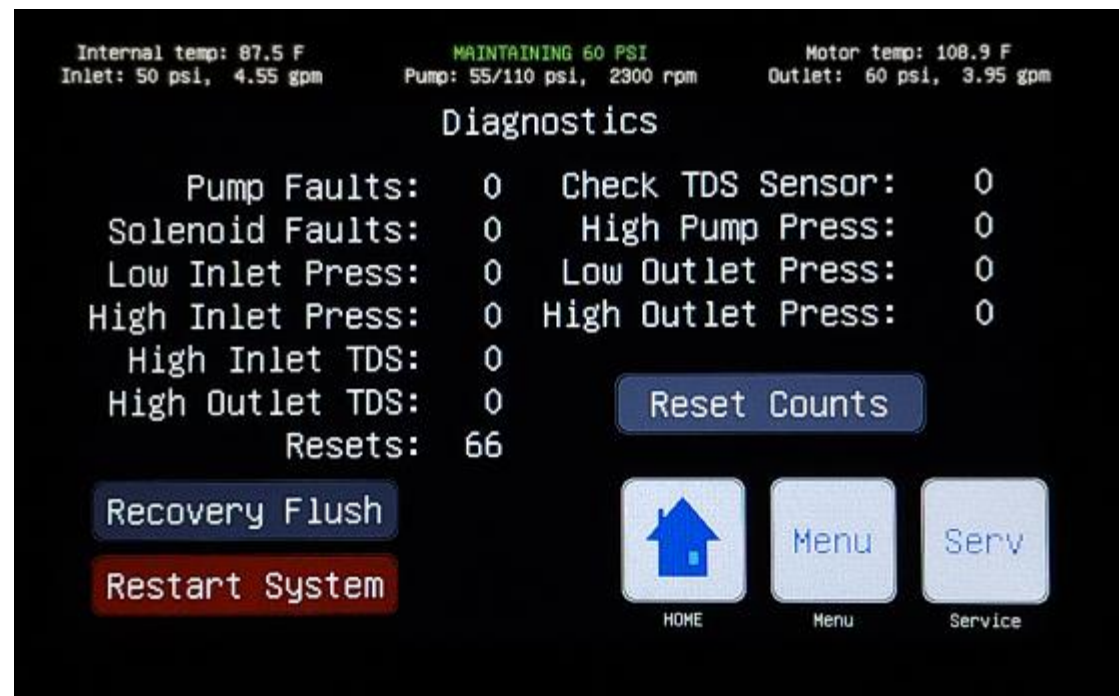 Internal temp: 87.5 F
MAINTAINING 60 PSI
Motor temp: 108.9 F
Inlet: 50 psi, 4.55 gpm
Pump: 55/110 psi, 2300 rpm
Outlet: 60 psi, 3.95 gpm
Diagnostics
Pump Faults: 0
Check TDS Sensor: 0
Solenoid Faults: 0
High Pump Press: 0
Low Inlet Press: 0
Low Outlet Press: 0
High Inlet Press: 0
High Outlet Press: 0
High Inlet TDS: 0
High Outlet TDS: 0
Reset Counts
Resets: 66
Recovery Flush
Menu
Serv
Restart System
HOME
Menu
Service